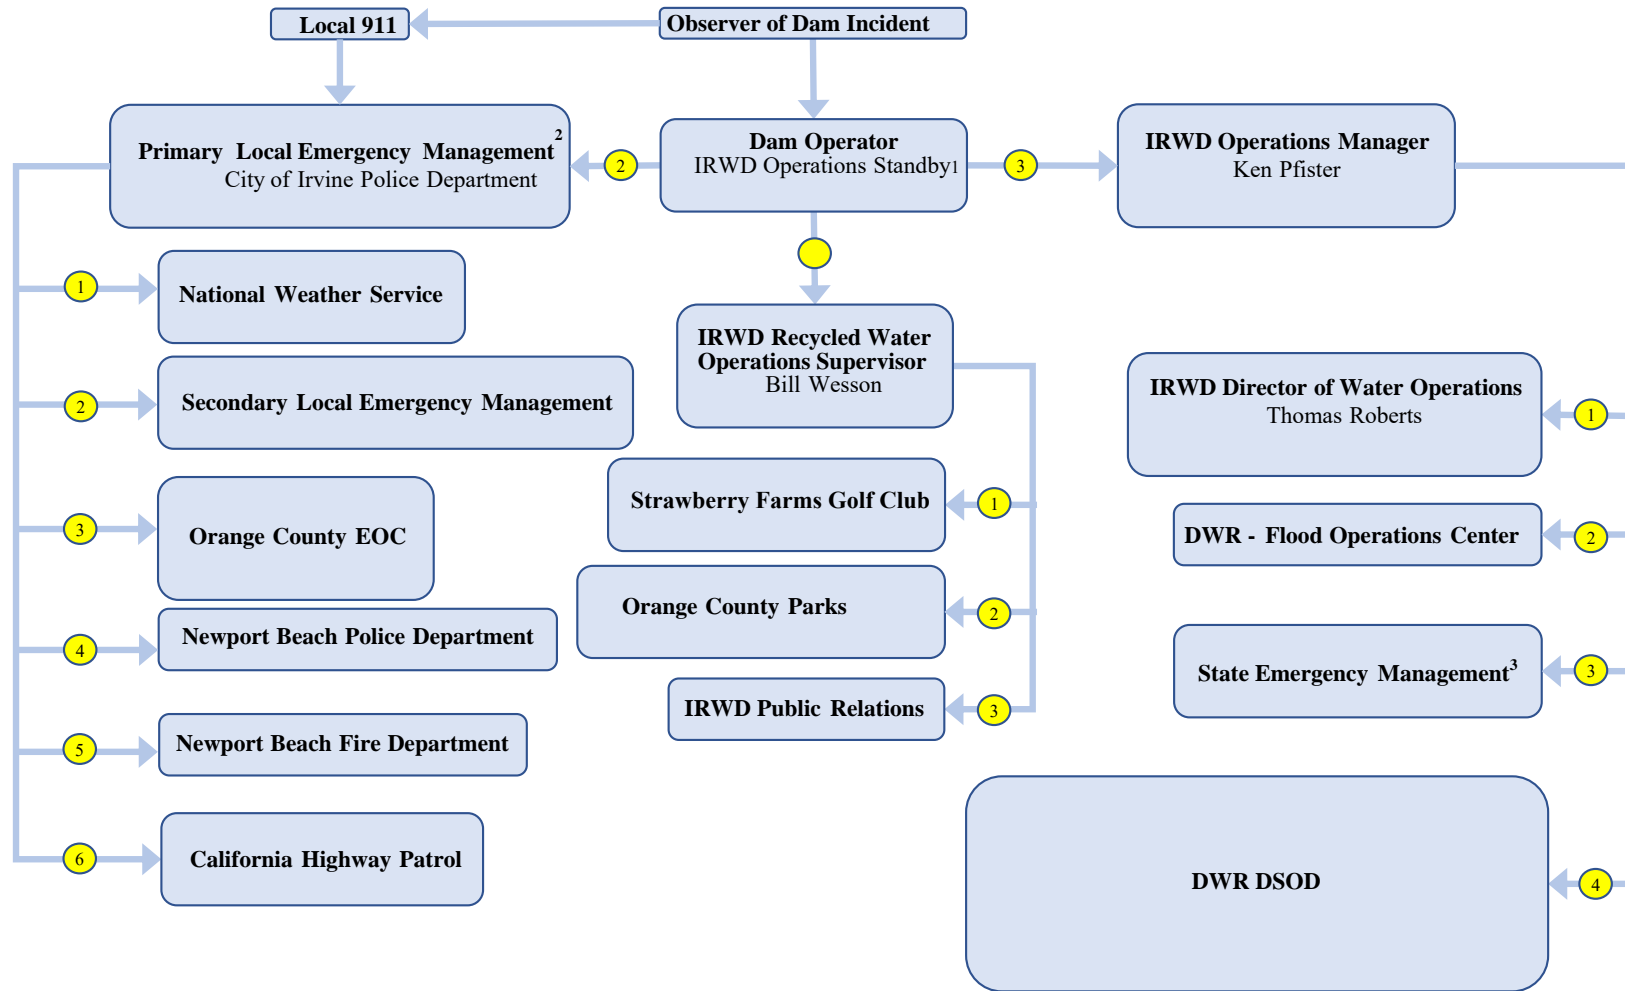 Local 911
Observer of Dam Incident
Primary Local Emergency Management2
City of Irvine Police Department
2
Dam Operator
IRWD Operations Standby1
3
IRWD Operations Manager
Ken Pfister
1
National Weather Service
2
Secondary Local Emergency Management
3
Orange County EOC
4
Newport Beach Police Department
5
Newport Beach Fire Department
6
California Highway Patrol
IRWD Recycled Water
Operations Supervisor
Bill Wesson
Strawberry Farms Golf Club
1
Orange County Parks
2
IRWD Public Relations
3
IRWD Director of Water Operations
Thomas Roberts
1
DWR - Flood Operations Center
2
State Emergency Management3
3
DWR DSOD
4